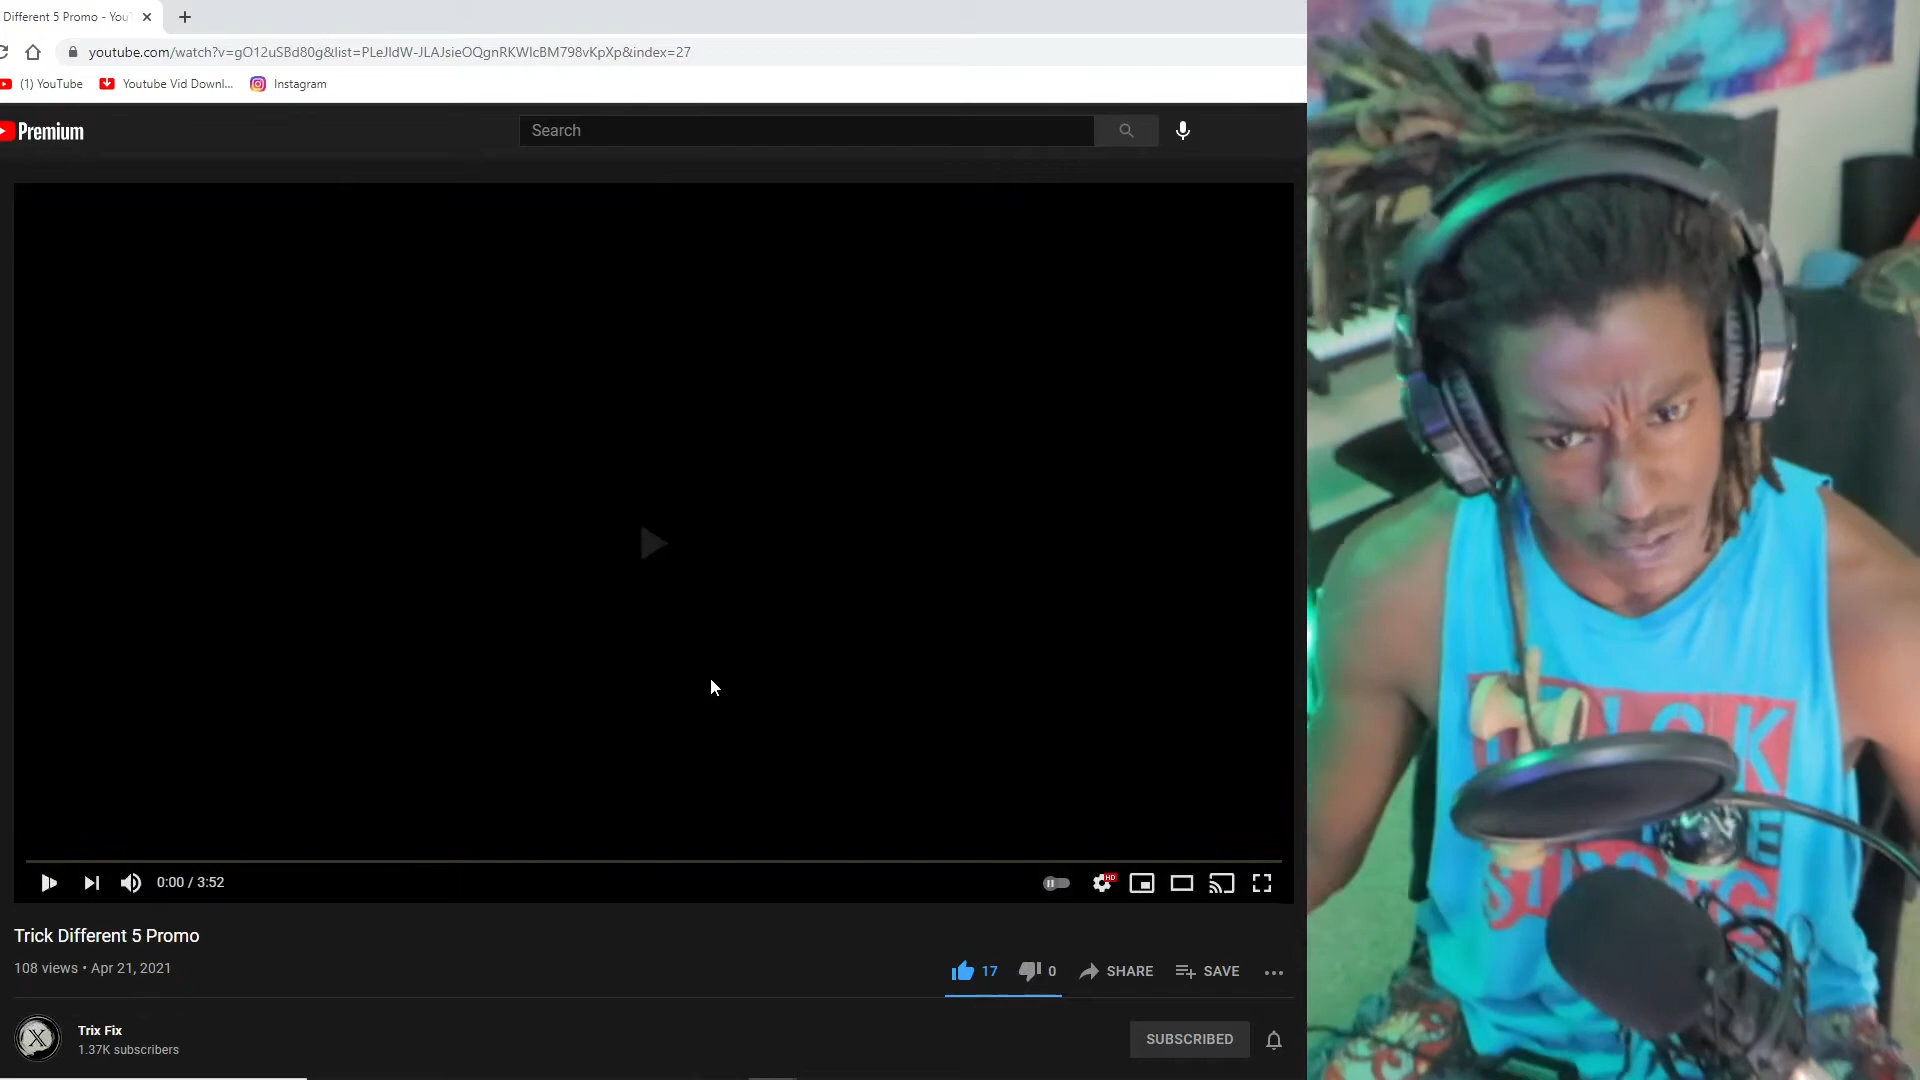 Different 5 Promo - You
youtube.com/watch?v=gO12uSBd80g&list=PLeJldW-JLAJsieOQgnRKWlcBM798vKpXp&index=27
(1) YouTube
Youtube Vid Downl...
Instagram
Premium
Search
0:00 / 3:52
HD
Trick Different 5 Promo
108 views • Apr 21, 2021
17
0
SHARE
SAVE
X
Trix Fix
1.37K subscribers
SUBSCRIBED